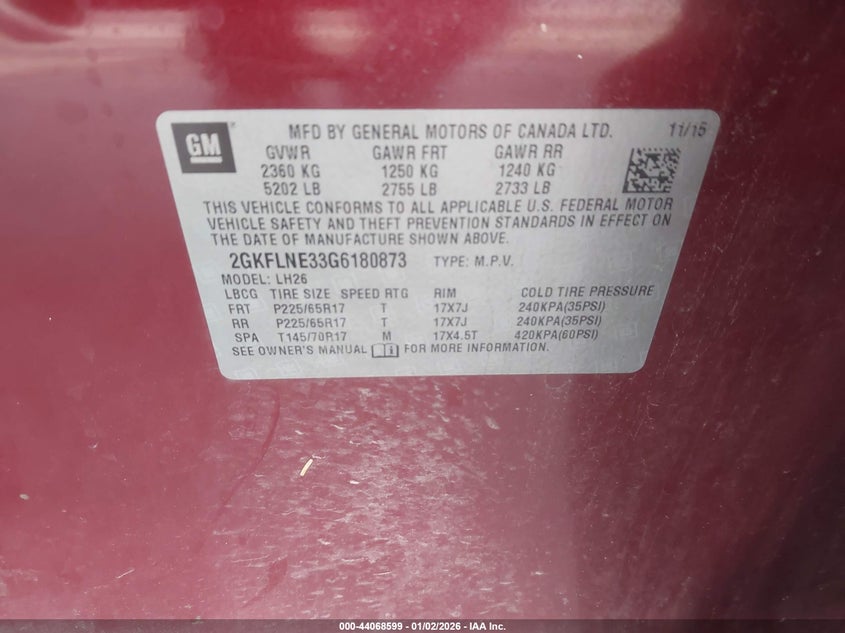 GM
MFD BY GENERAL MOTORS OF CANADA LTD. 11/15
GVWR GAWR FRT GAWR RR
2360 KG 1250 KG 1240 KG
5202 LB 2755 LB 2733 LB
THIS VEHICLE CONFORMS TO ALL APPLICABLE U.S. FEDERAL MOTOR
VEHICLE SAFETY AND THEFT PREVENTION STANDARDS IN EFFECT ON
THE DATE OF MANUFACTURE SHOWN ABOVE.
2GKFLNE33G6180873 TYPE: M.P.V.
MODEL: LH26
LBCG TIRE SIZE SPEED RTG RIM COLD TIRE PRESSURE
FRT P225/65R17 T 17X7J 240KPA(35PSI)
RR P225/65R17 T 17X7J 240KPA(35PSI)
SPA T145/70R17 M 17X4.5T 420KPA(60PSI)
SEE OWNER'S MANUAL FOR MORE INFORMATION.
000-44068599 — 01/02/2026 — IAA Inc.